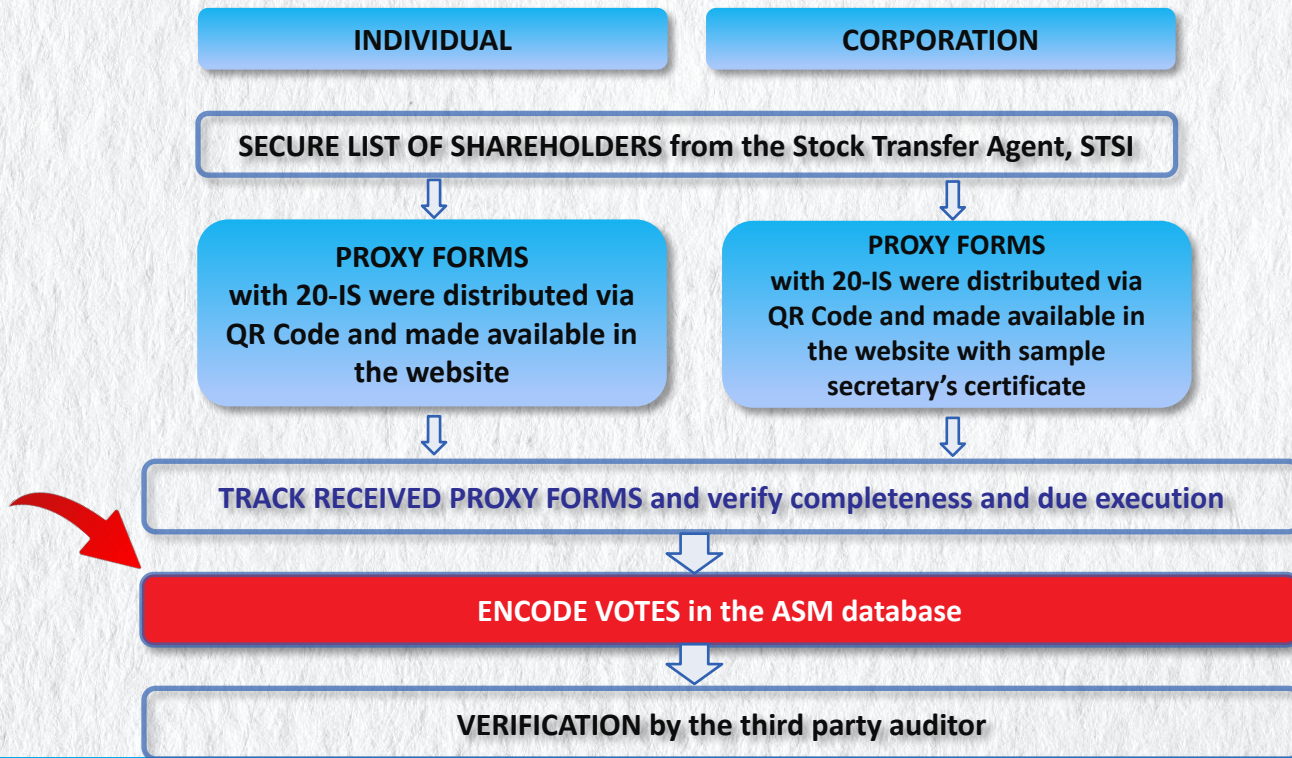 INDIVIDUAL
CORPORATION
SECURE LIST OF SHAREHOLDERS from the Stock Transfer Agent, STSI
PROXY FORMS
with 20-IS were distributed via
QR Code and made available in
the website
PROXY FORMS
with 20-IS were distributed via
QR Code and made available in
the website with sample
secretary’s certificate
TRACK RECEIVED PROXY FORMS and verify completeness and due execution
ENCODE VOTES in the ASM database
VERIFICATION by the third party auditor